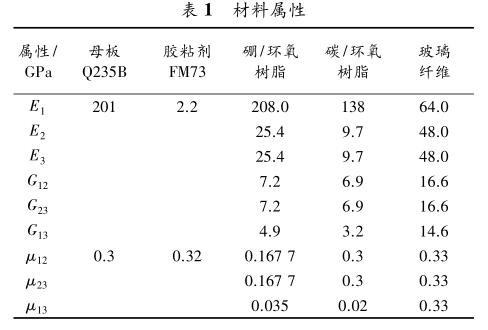 表 1 材料属性
属性/ 母板 胶粘剂 硼/环氧 碳/环氧 玻璃
GPa Q235B FM73 树脂 树脂 纤维
E₁ 201 2.2 208.0 138 64.0
E₂ 25.4 9.7 48.0
E₃ 25.4 9.7 48.0
G₁₂ 7.2 6.9 16.6
G₂₃ 7.2 6.9 16.6
G₁₃ 4.9 3.2 14.6
μ₁₂ 0.3 0.32 0.167 7 0.3 0.33
μ₂₃ 0.167 7 0.3 0.33
μ₁₃ 0.035 0.02 0.33